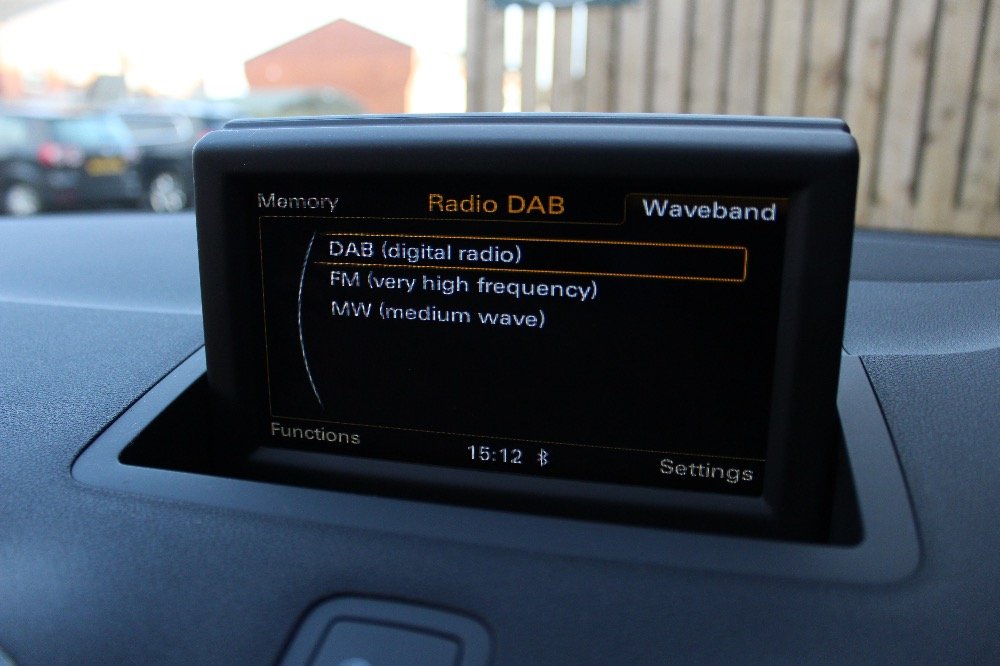 Memory Radio DAB Waveband
DAB (digital radio)
FM (very high frequency)
MW (medium wave)
Functions 15:12 Settings